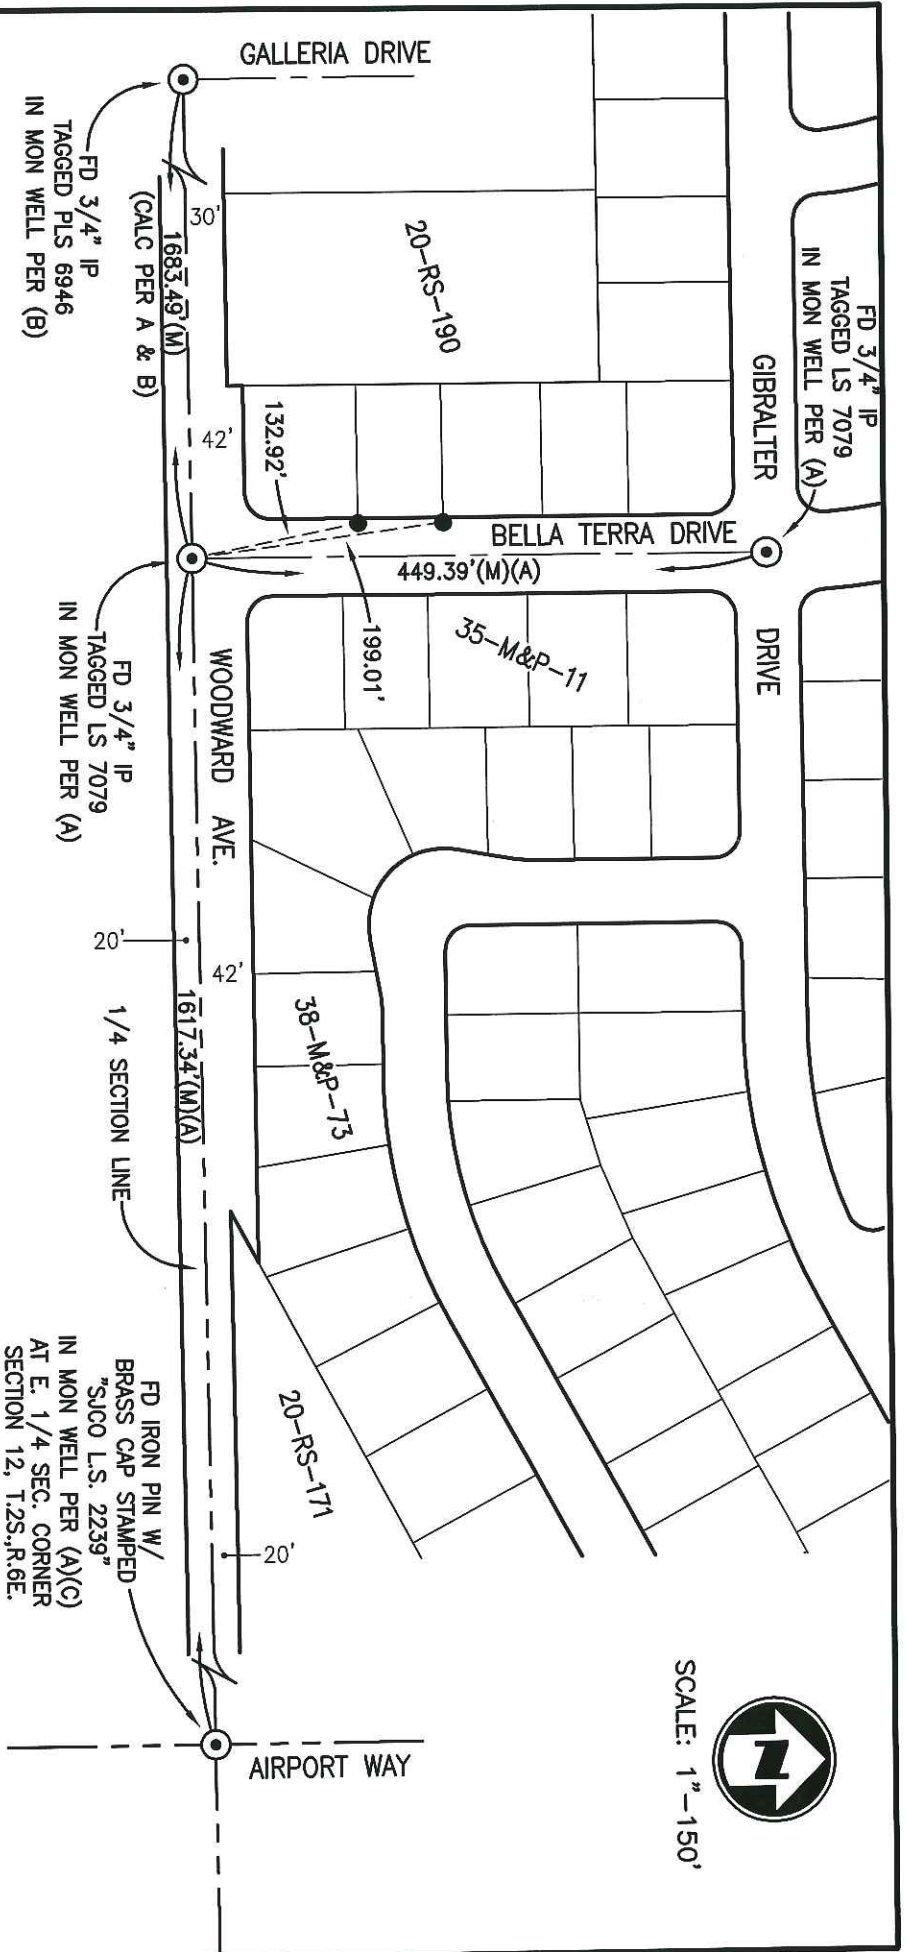 GALLERIA DRIVE
FD 3/4" IP
TAGGED PLS 6946
IN MON WELL PER (B)
30'
1683.49'(M)
(CALC PER A & B)
20-RS-190
42'
132.92'
FD 3/4" IP
TAGGED LS 7079
IN MON WELL PER (A)
GIBRALTER
DRIVE
BELLA TERRA DRIVE
449.39'(M)(A)
199.01'
35-M&P-11
FD 3/4" IP
TAGGED LS 7079
IN MON WELL PER (A)
WOODWARD AVE.
20'
42'
1617.34'(M)(A)
1/4 SECTION LINE
38-M&P-73
20-RS-171
20'
FD IRON PIN W/
BRASS CAP STAMPED
"SJCO L.S. 2239"
IN MON WELL PER (A)(C)
AT E. 1/4 SEC. CORNER
SECTION 12, T.2S.,R.6E.
AIRPORT WAY
N
SCALE: 1"-150'